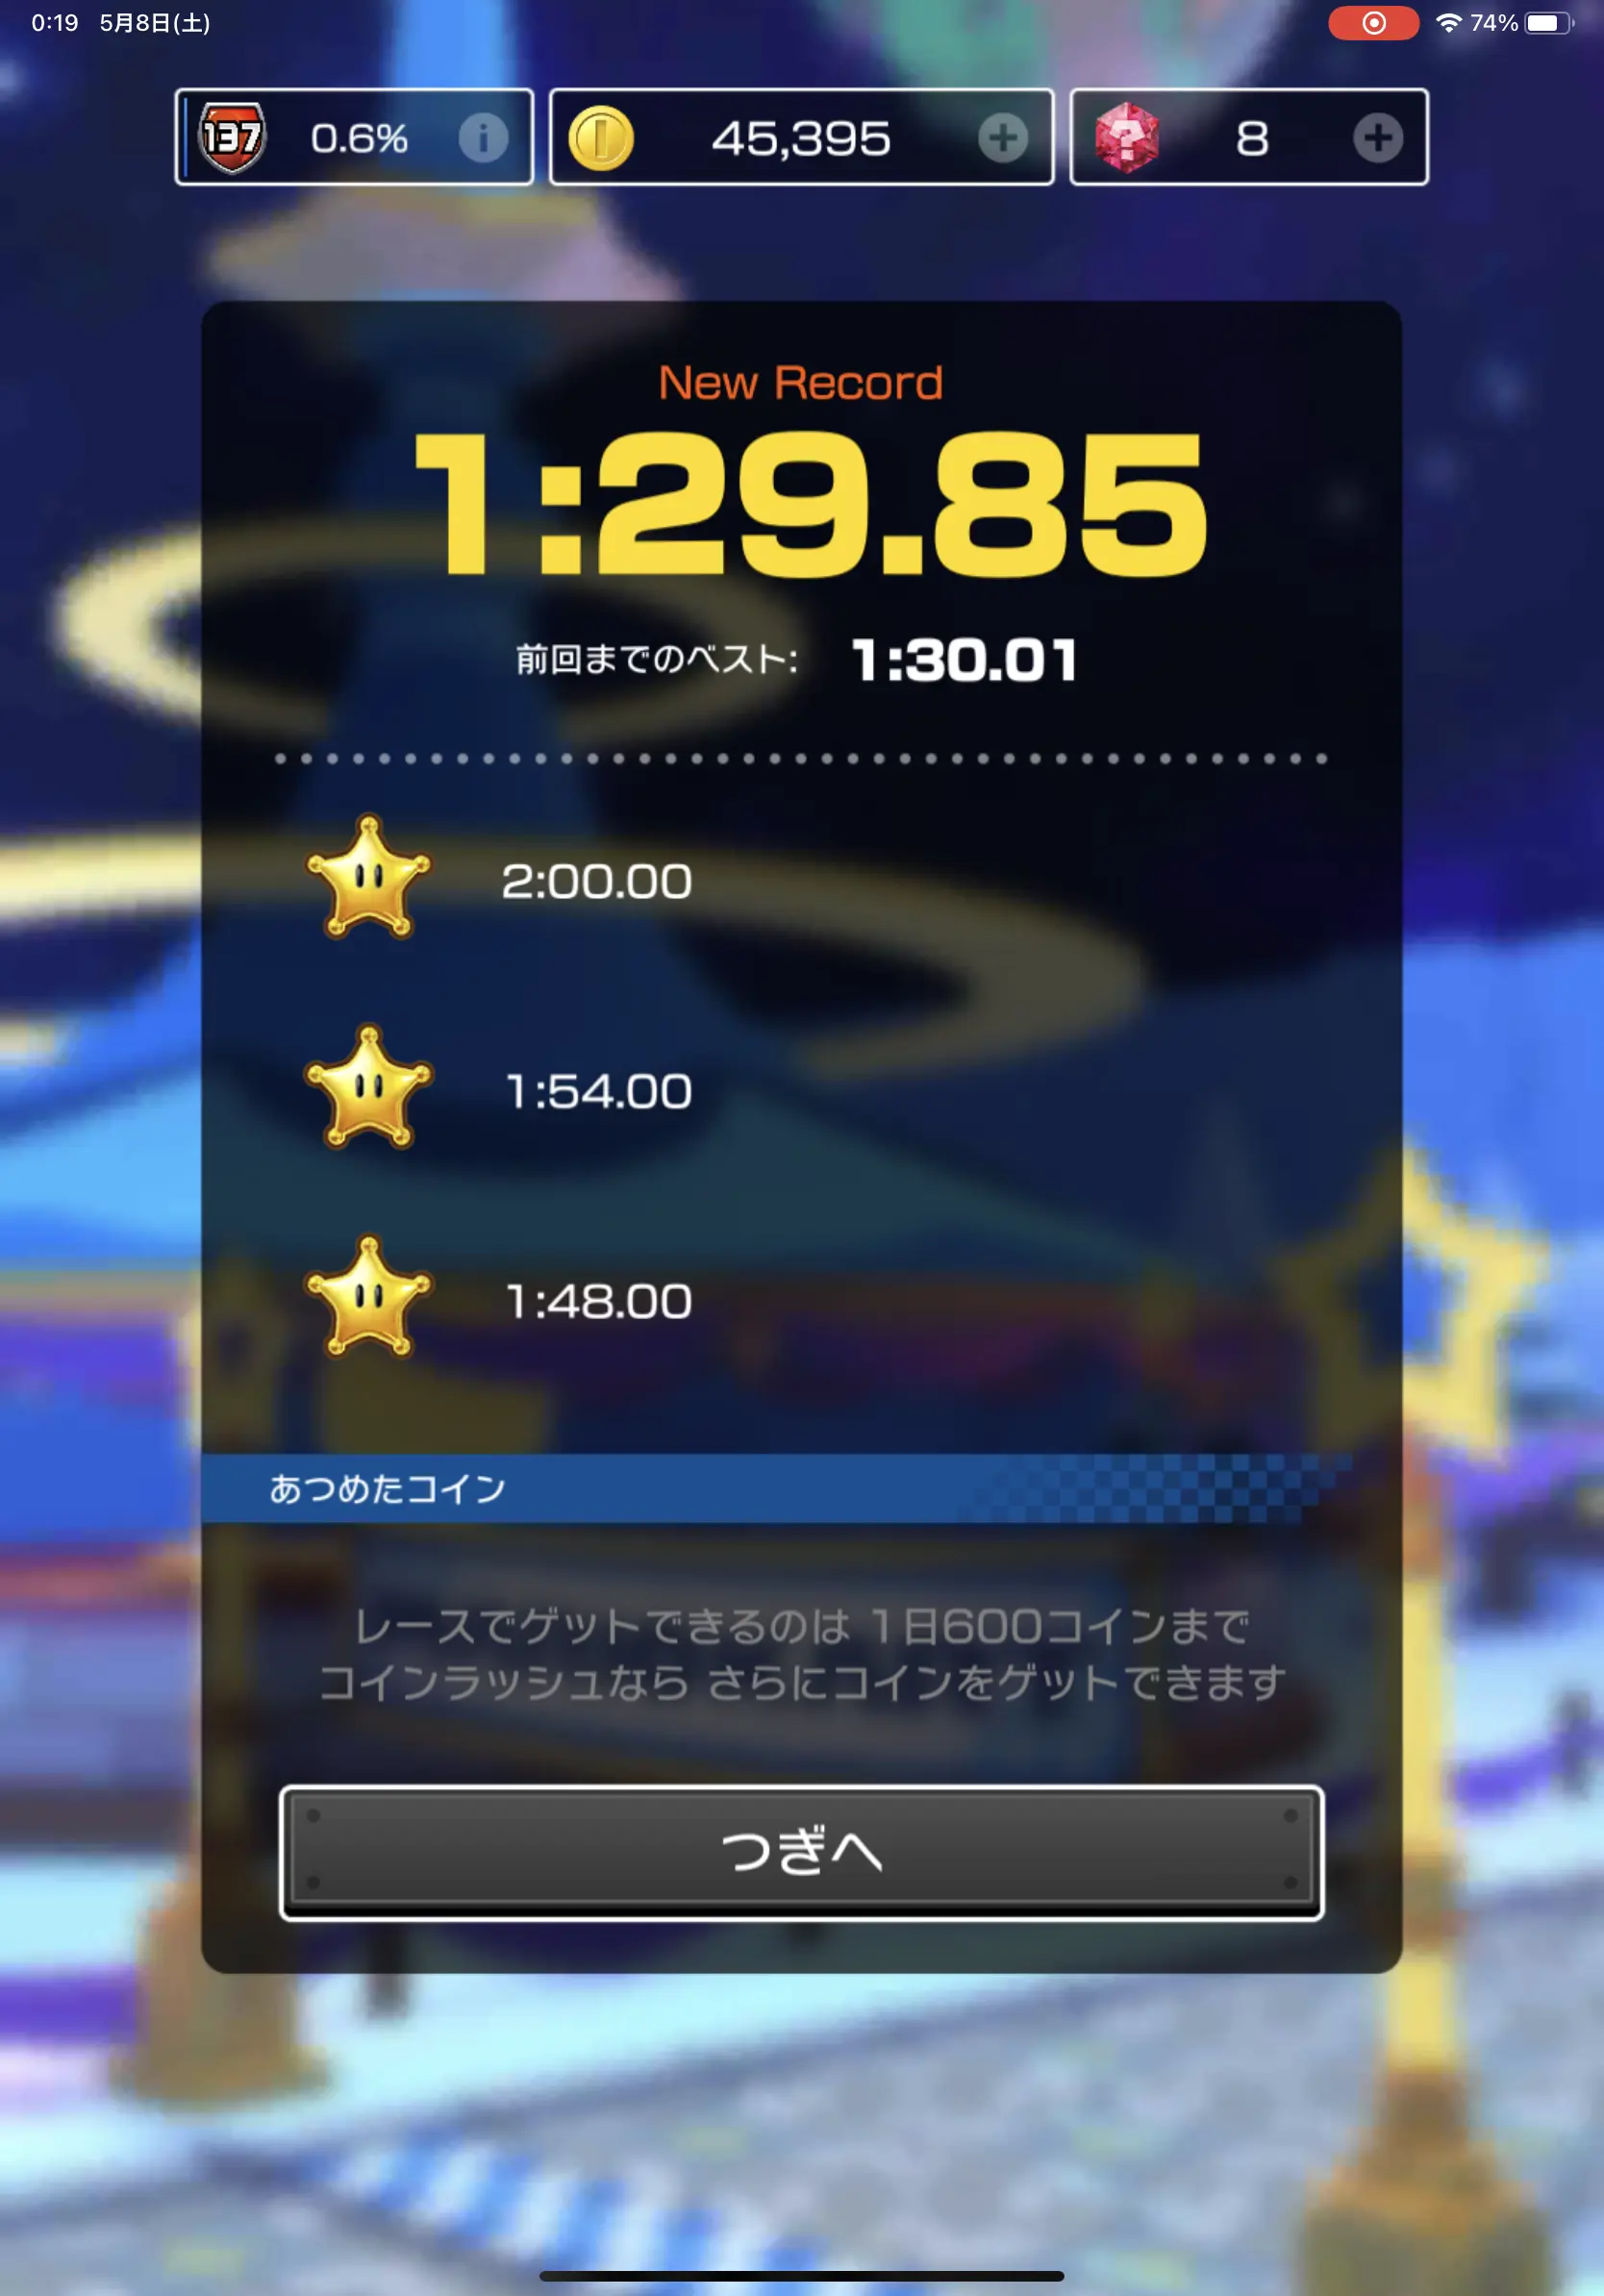 0:19 5月8日(土) 74%
137 0.6% 45,395 8
New Record
1:29.85
前回までのベスト: 1:30.01
2:00.00
1:54.00
1:48.00
あつめたコイン
レースでゲットできるのは 1日600コインまで
コインラッシュなら さらにコインをゲットできます
つぎへ